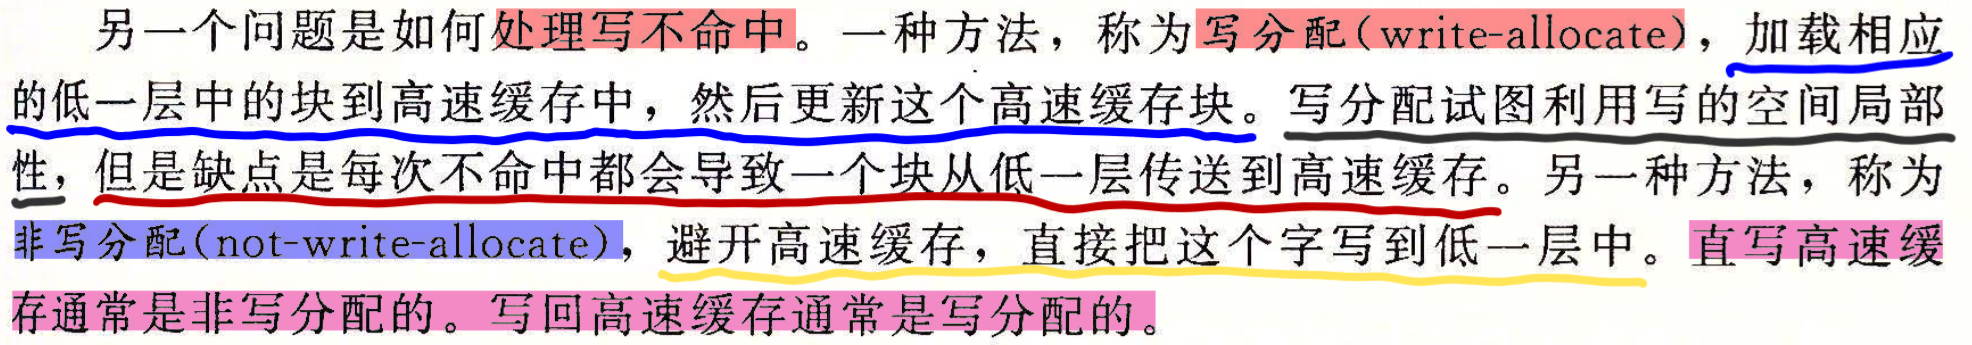 另一个问题是如何处理写不命中。一种方法，称为写分配(write-allocate)，加载相应
的低一层中的块到高速缓存中，然后更新这个高速缓存块。写分配试图利用写的空间局部
性，但是缺点是每次不命中都会导致一个块从低一层传送到高速缓存。另一种方法，称为
非写分配(not-write-allocate)，避开高速缓存，直接把这个字写到低一层中。直写高速缓
存通常是非写分配的。写回高速缓存通常是写分配的。